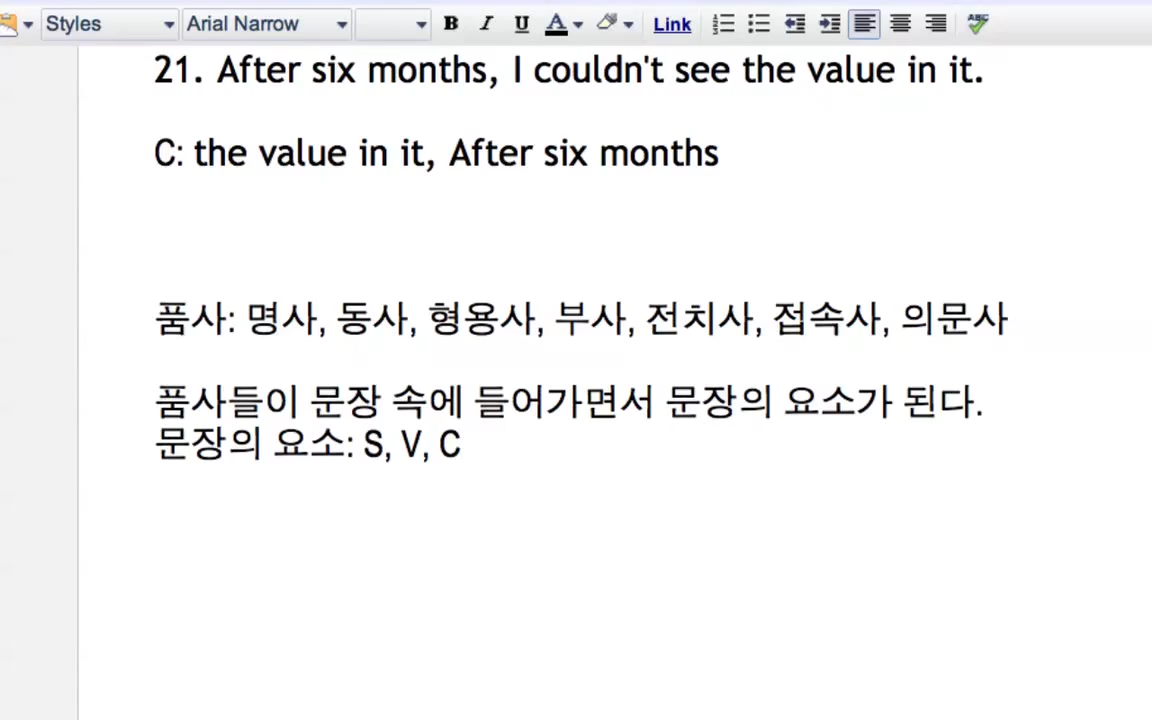 Styles Arial Narrow B I U A Link ABC
21. After six months, I couldn't see the value in it.
C: the value in it, After six months
품사: 명사, 동사, 형용사, 부사, 전치사, 접속사, 의문사
품사들이 문장 속에 들어가면서 문장의 요소가 된다.
문장의 요소: S, V, C